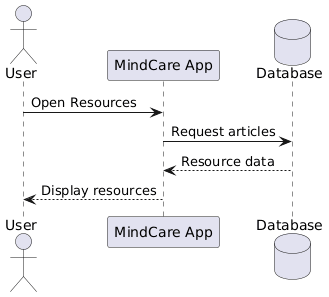 User
MindCare App
Database
Open Resources
Request articles
Resource data
Display resources
User
MindCare App
Database